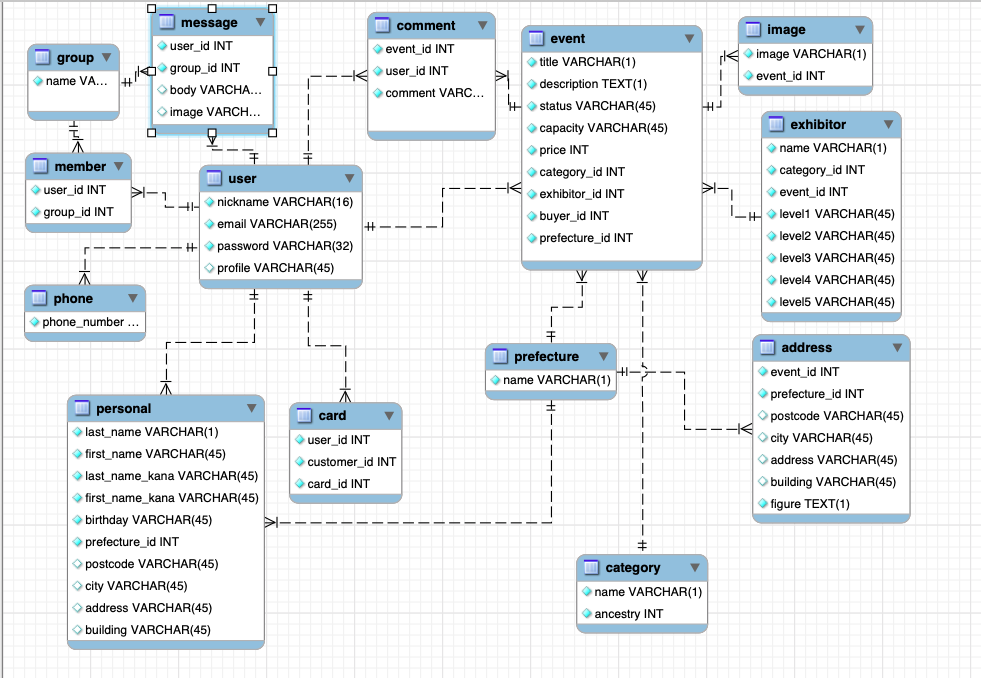 group
name VA...
message
user_id INT
group_id INT
body VARCHA...
image VARCH...
comment
event_id INT
user_id INT
comment VARC...
event
title VARCHAR(1)
description TEXT(1)
status VARCHAR(45)
capacity VARCHAR(45)
price INT
category_id INT
exhibitor_id INT
buyer_id INT
prefecture_id INT
image
image VARCHAR(1)
event_id INT
exhibitor
name VARCHAR(1)
category_id INT
event_id INT
level1 VARCHAR(45)
level2 VARCHAR(45)
level3 VARCHAR(45)
level4 VARCHAR(45)
level5 VARCHAR(45)
member
user_id INT
group_id INT
user
nickname VARCHAR(16)
email VARCHAR(255)
password VARCHAR(32)
profile VARCHAR(45)
phone
phone_number ...
prefecture
name VARCHAR(1)
address
event_id INT
prefecture_id INT
postcode VARCHAR(45)
city VARCHAR(45)
address VARCHAR(45)
building VARCHAR(45)
figure TEXT(1)
personal
last_name VARCHAR(1)
first_name VARCHAR(45)
last_name_kana VARCHAR(45)
first_name_kana VARCHAR(45)
birthday VARCHAR(45)
prefecture_id INT
postcode VARCHAR(45)
city VARCHAR(45)
address VARCHAR(45)
building VARCHAR(45)
card
user_id INT
customer_id INT
card_id INT
category
name VARCHAR(1)
ancestry INT